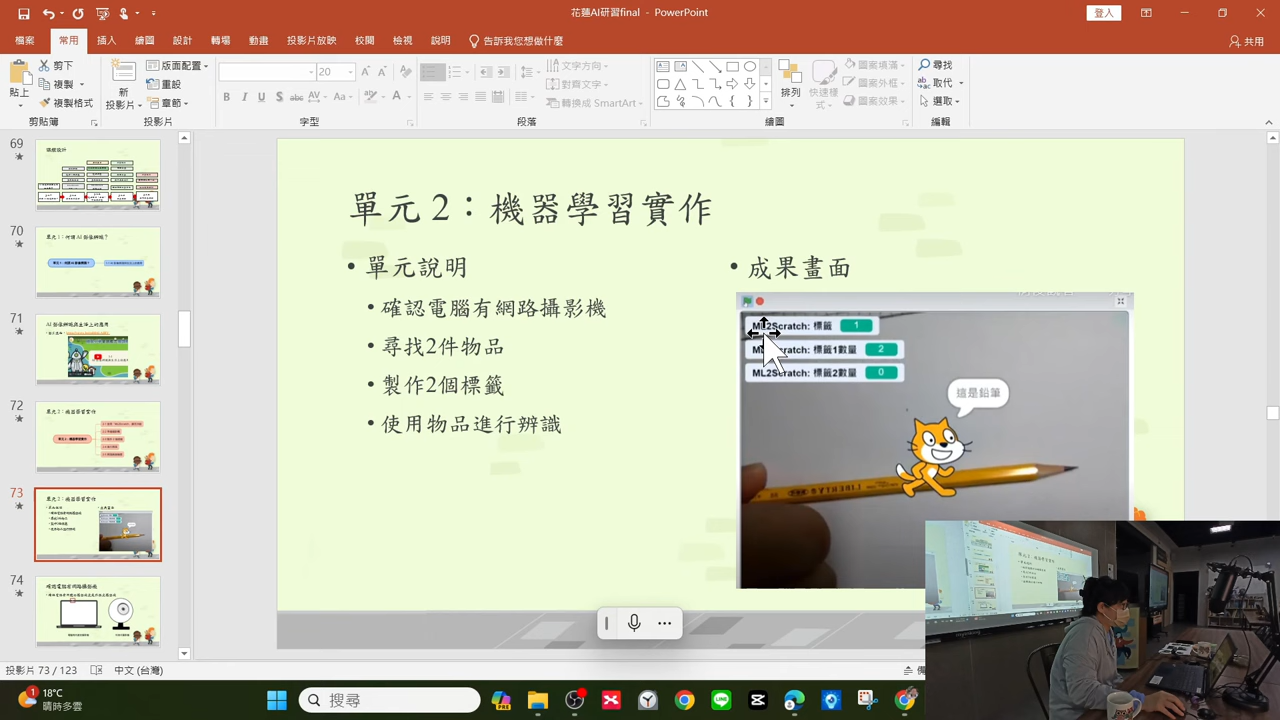 花蓮AI研習final - PowerPoint
登入
檔案 常用 插入 繪圖 設計 轉場 動畫 投影片放映 校閱 檢視 說明 告訴我您想做什麼 共用
貼上
剪下
複製
複製格式
剪貼簿
新
投影片
版面配置
重設
章節
投影片
20
B I U S abc AV Aa A
字型
文字方向
對齊文字
轉換成 SmartArt
段落
排列
快速樣式
圖案填滿
圖案外框
圖案效果
繪圖
尋找
取代
選取
編輯
69
70
71
72
73
74
單元 2：機器學習實作
• 單元說明
• 確認電腦有網路攝影機
• 尋找2件物品
• 製作2個標籤
• 使用物品進行辨識
• 成果畫面
ML2Scratch: 標籤 1
ML2Scratch: 標籤1數量 2
ML2Scratch: 標籤2數量 0
這是鉛筆
投影片 73 / 123
中文 (台灣)
18°C
晴時多雲
搜尋